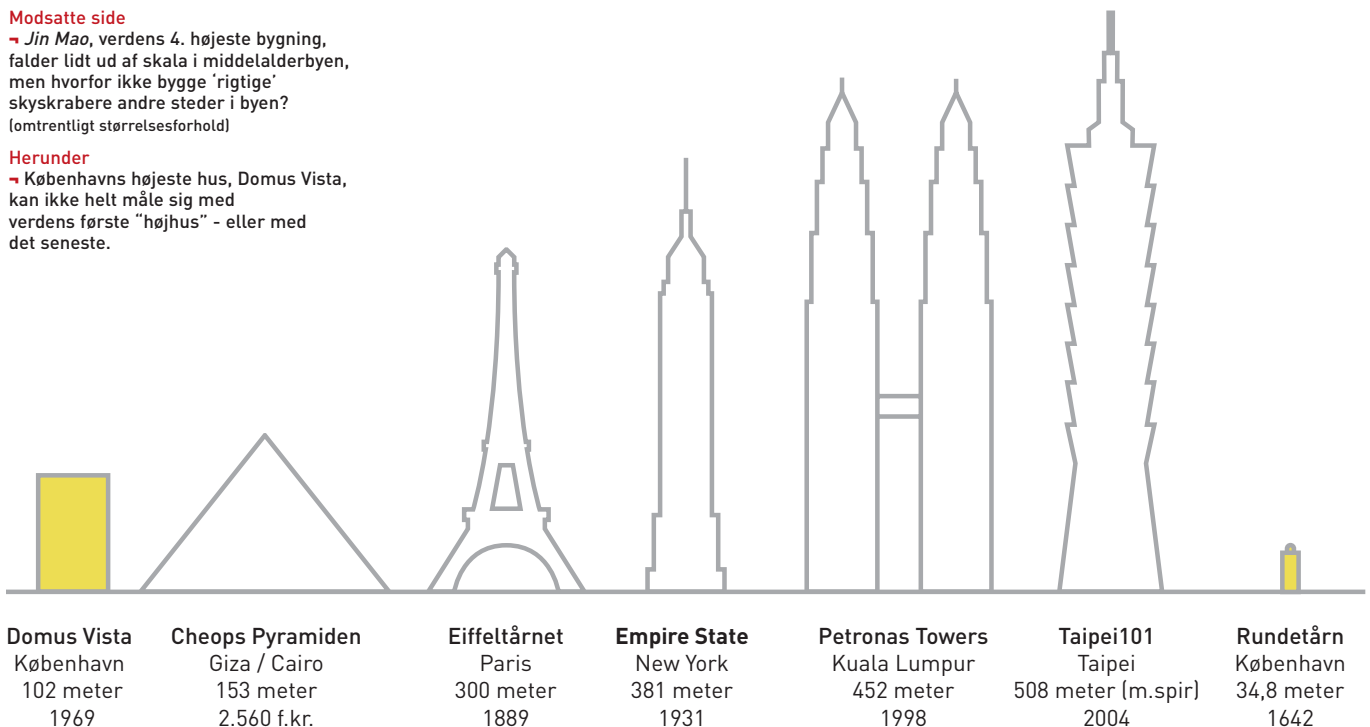 Modsatte side
¬ Jin Mao, verdens 4. højeste bygning,
falder lidt ud af skala i middelalderbyen,
men hvorfor ikke bygge ‘rigtige’
skyskrabere andre steder i byen?
(omtrentligt størrelsesforhold)
Herunder
¬ Københavns højeste hus, Domus Vista,
kan ikke helt måle sig med
verdens første “højhus” - eller med
det seneste.
Domus Vista
København
102 meter
1969
Cheops Pyramiden
Giza / Cairo
153 meter
2.560 f.kr.
Eiffeltårnet
Paris
300 meter
1889
Empire State
New York
381 meter
1931
Petronas Towers
Kuala Lumpur
452 meter
1998
Taipei101
Taipei
508 meter (m.spir)
2004
Rundetårn
København
34,8 meter
1642